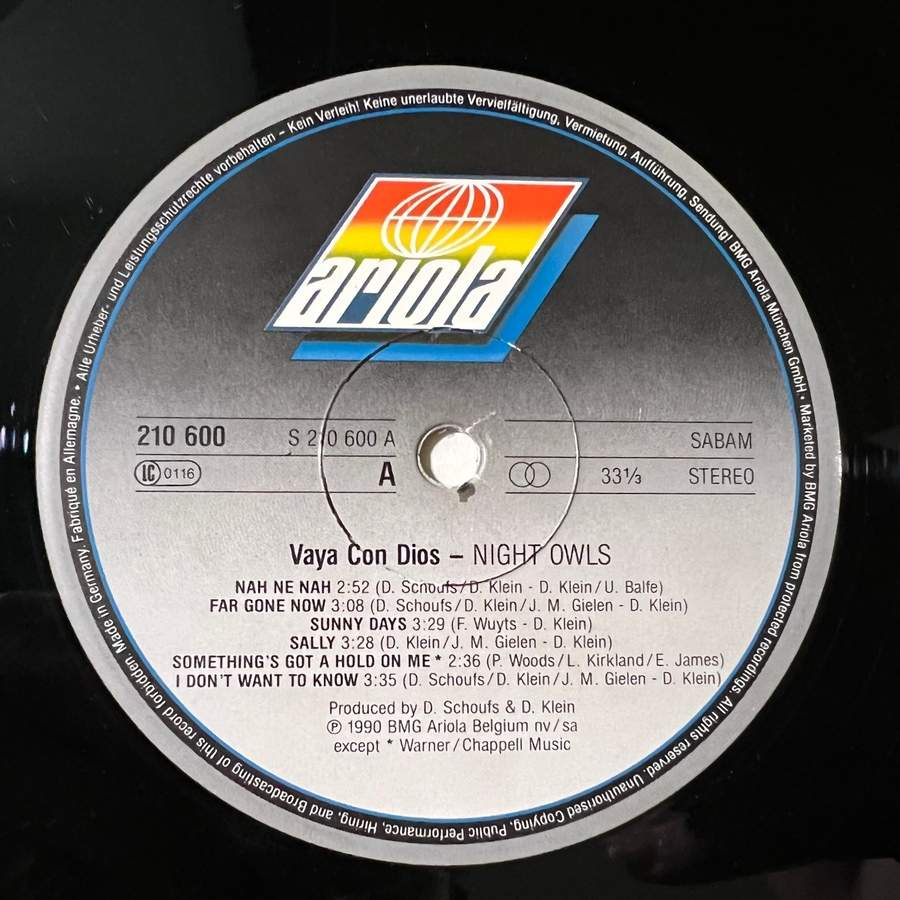 Alle Urheber- und Leistungsschutzrechte vorbehalten – Kein Verleih! Keine unerlaubte Vervielfältigung, Vermietung, Aufführung, Sendung! BMG Ariola München GmbH • Marketed by BMG Ariola from protected recordings. All rights reserved. Unauthorised Copying, Public Performance, Hiring, and Broadcasting of this record forbidden. Made in Germany. Fabriqué en Allemagne. •
ariola
210 600 S 210 600 A SABAM
LC 0116 A 33⅓ STEREO
Vaya Con Dios – NIGHT OWLS
NAH NE NAH 2:52 (D. Schoufs/D. Klein - D. Klein/U. Balfe)
FAR GONE NOW 3:08 (D. Schoufs/D. Klein/J. M. Gielen - D. Klein)
SUNNY DAYS 3:29 (F. Wuyts - D. Klein)
SALLY 3:28 (D. Klein/J. M. Gielen - D. Klein)
SOMETHING'S GOT A HOLD ON ME * 2:36 (P. Woods/L. Kirkland/E. James)
I DON'T WANT TO KNOW 3:35 (D. Schoufs/D. Klein/J. M. Gielen - D. Klein)
Produced by D. Schoufs & D. Klein
℗ 1990 BMG Ariola Belgium nv/sa
except * Warner/Chappell Music